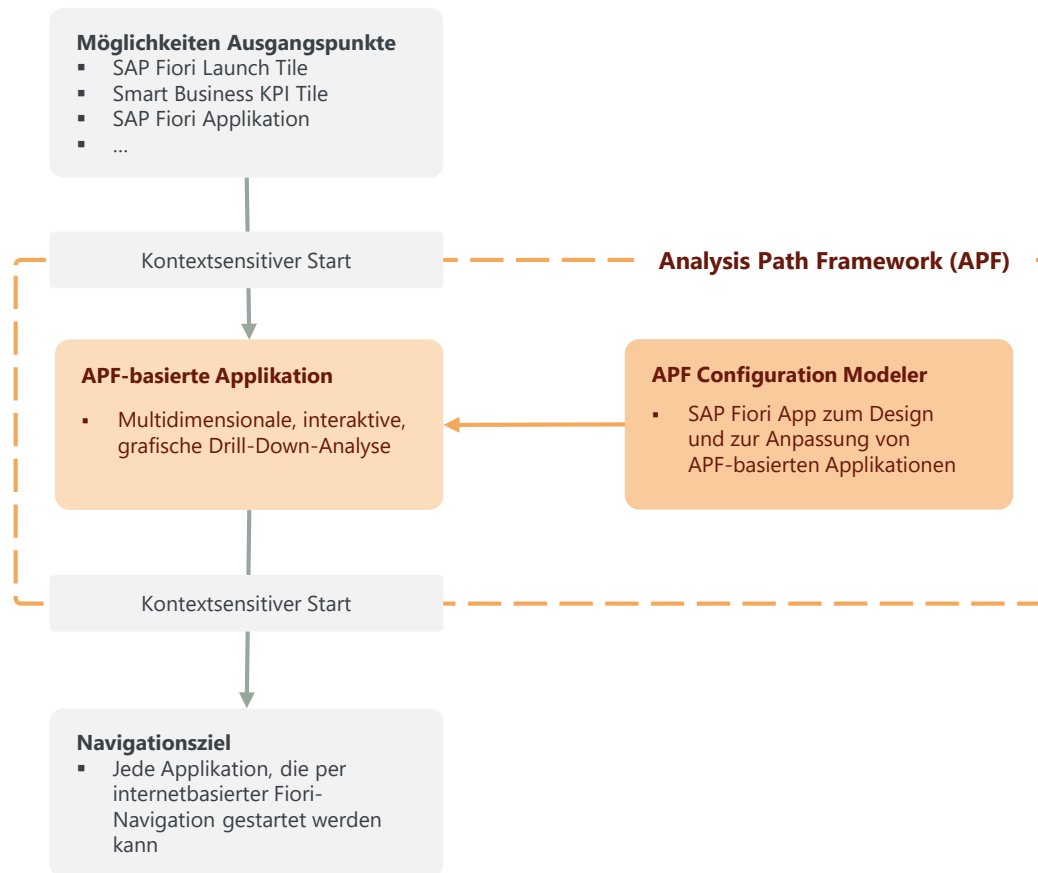 Möglichkeiten Ausgangspunkte
▪ SAP Fiori Launch Tile
▪ Smart Business KPI Tile
▪ SAP Fiori Applikation
▪ ...
Kontextsensitiver Start
Analysis Path Framework (APF)
APF-basierte Applikation
▪ Multidimensionale, interaktive,
grafische Drill-Down-Analyse
APF Configuration Modeler
▪ SAP Fiori App zum Design
und zur Anpassung von
APF-basierten Applikationen
Kontextsensitiver Start
Navigationsziel
▪ Jede Applikation, die per
internetbasierter Fiori-
Navigation gestartet werden
kann